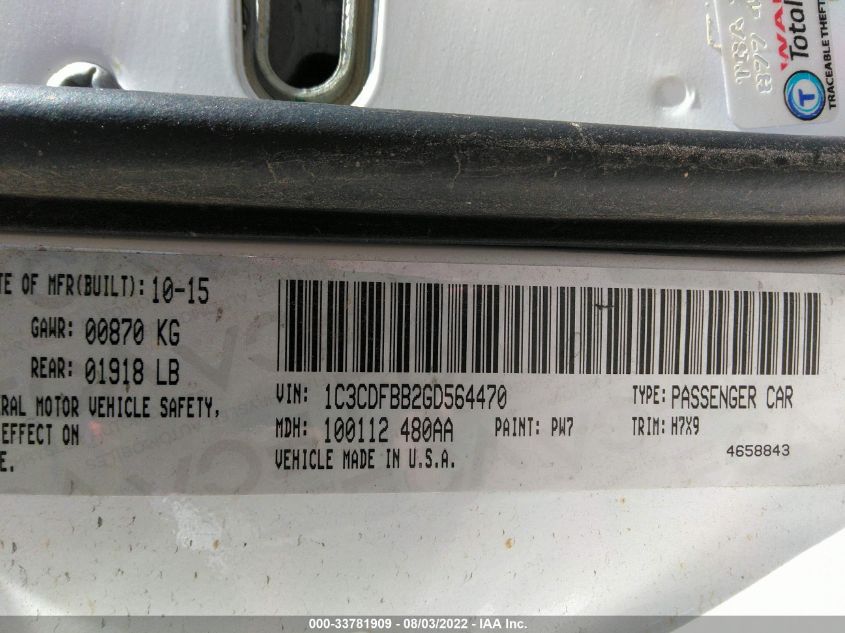 WA
Total
TRACEABLE THEFT
T
TE OF MFR(BUILT): 10-15
GAWR: 00870 KG
REAR: 01918 LB
RAL MOTOR VEHICLE SAFETY,
EFFECT ON
E.
VIN: 1C3CDFBB2GD564470
TYPE: PASSENGER CAR
MDH: 100112 480AA
PAINT: PW7
TRIM: H7X9
VEHICLE MADE IN U.S.A.
4658843
000-33781909 - 08/03/2022 - IAA Inc.